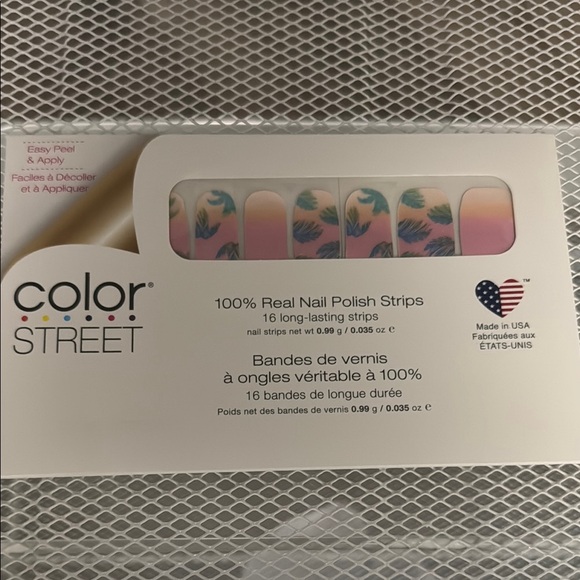 Easy Peel
& Apply
Faciles à Décoller
et à Appliquer
color®
STREET
100% Real Nail Polish Strips
16 long-lasting strips
nail strips net wt 0.99 g / 0.035 oz ℮
Bandes de vernis
à ongles véritable à 100%
16 bandes de longue durée
Poids net des bandes de vernis 0.99 g / 0.035 oz ℮
™
Made in USA
Fabriquées aux
ÉTATS-UNIS